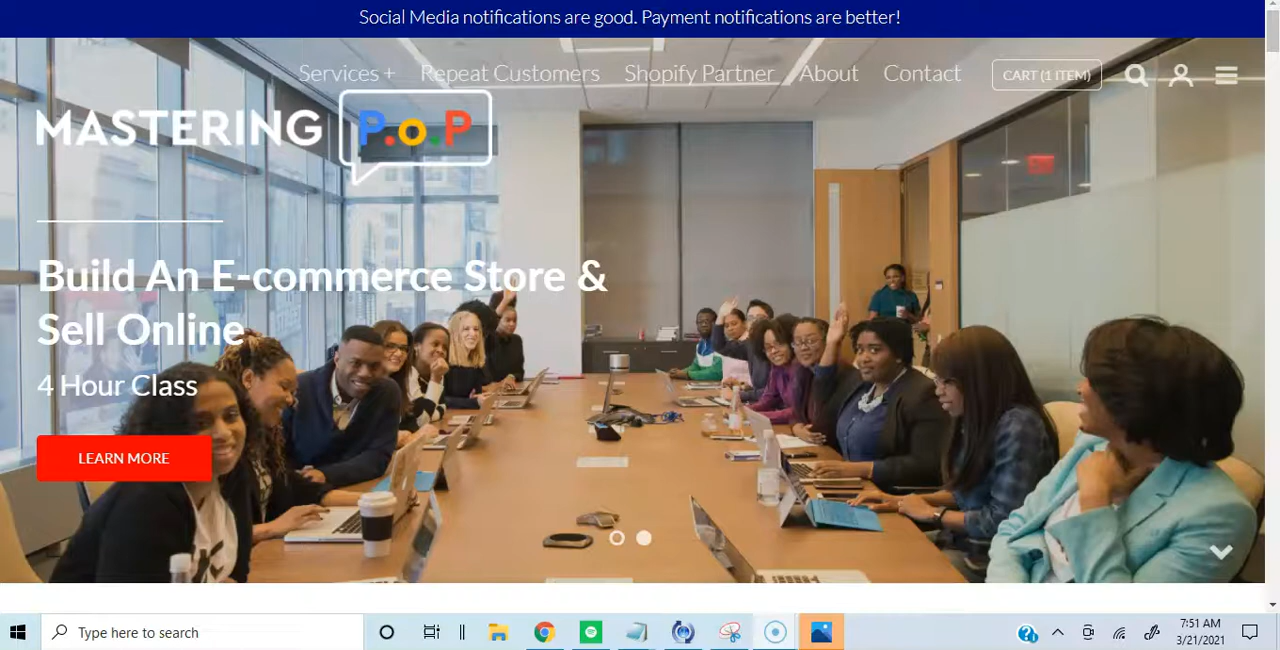 Social Media notifications are good. Payment notifications are better!
Services + Repeat Customers Shopify Partner About Contact CART (1 ITEM)
MASTERING P.o.P
Build An E-commerce Store &
Sell Online
4 Hour Class
LEARN MORE
Type here to search
7:51 AM
3/21/2021